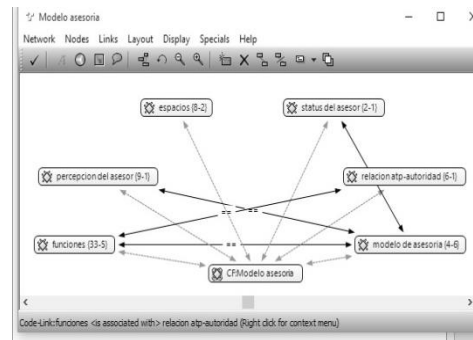 Modelo asesoria
Network Nodes Links Layout Display Specials Help
espacios {8-2}
status del asesor {2-1}
percepcion del asesor {9-1}
relacion atp-autoridad {6-1}
== ==
funciones {33-5}
==
modelo de asesoria {4-6}
CF:Modelo asesoria
Code-Link:funciones <is associated with> relacion atp-autoridad (Right click for context menu)